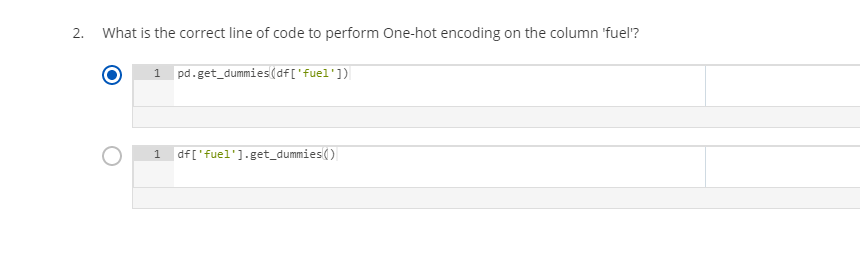 2. What is the correct line of code to perform One-hot encoding on the column 'fuel'?
1 pd.get_dummies(df['fuel'])
1 df['fuel'].get_dummies()